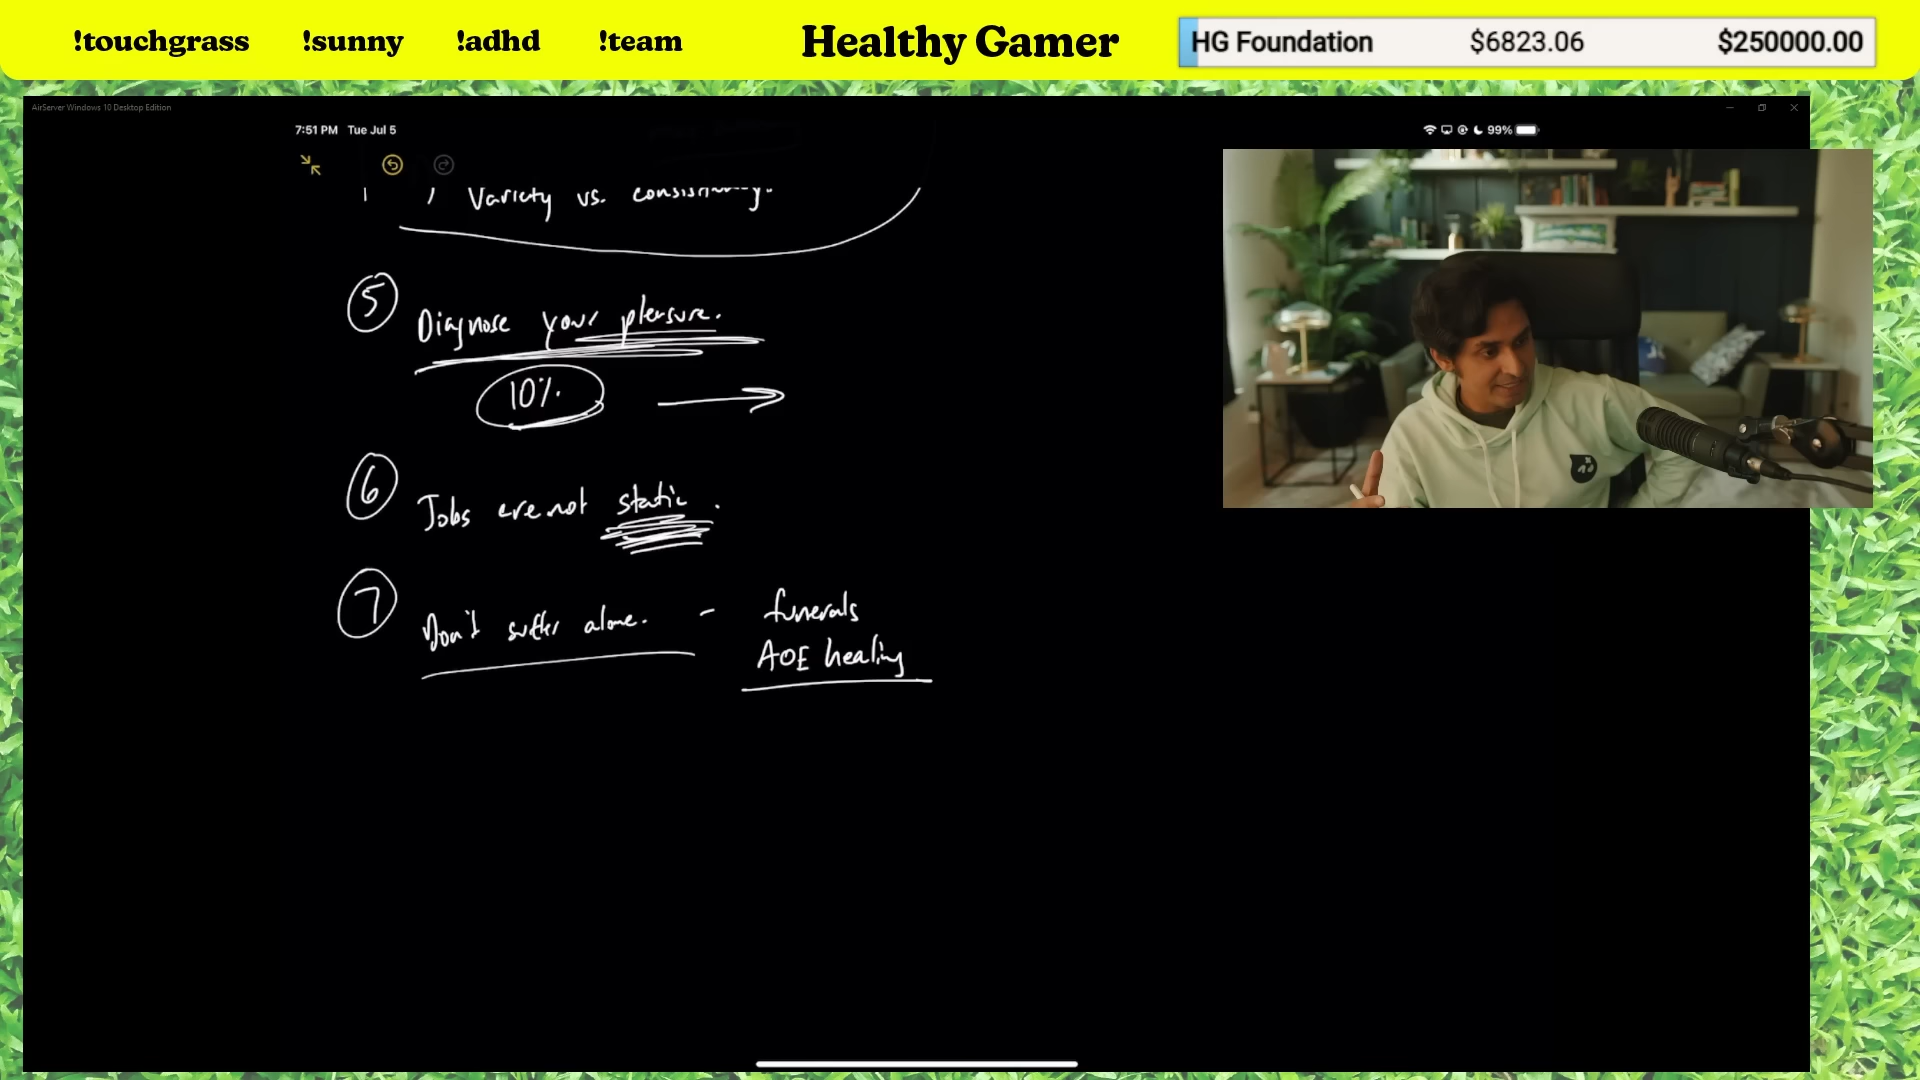 !touchgrass !sunny !adhd !team Healthy Gamer HG Foundation $6823.06 $250000.00
AirServer Windows 10 Desktop Edition
7:51 PM Tue Jul 5 99%
Variety vs. consistency.
5 Diagnose your pleasure.
10%
6 Jobs are not static.
7 Don't suffer alone. - funerals
AOE healing